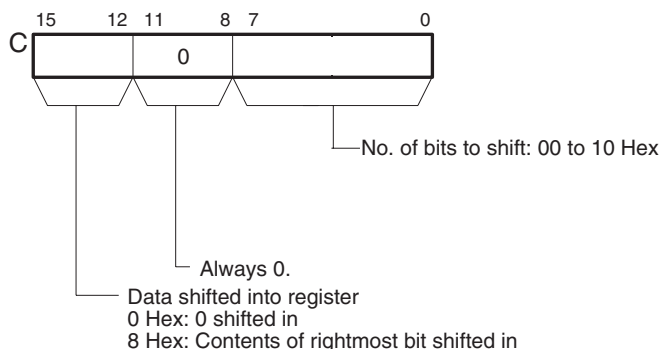 15 12 11 8 7 0
C
0
No. of bits to shift: 00 to 10 Hex
Always 0.
Data shifted into register
0 Hex: 0 shifted in
8 Hex: Contents of rightmost bit shifted in